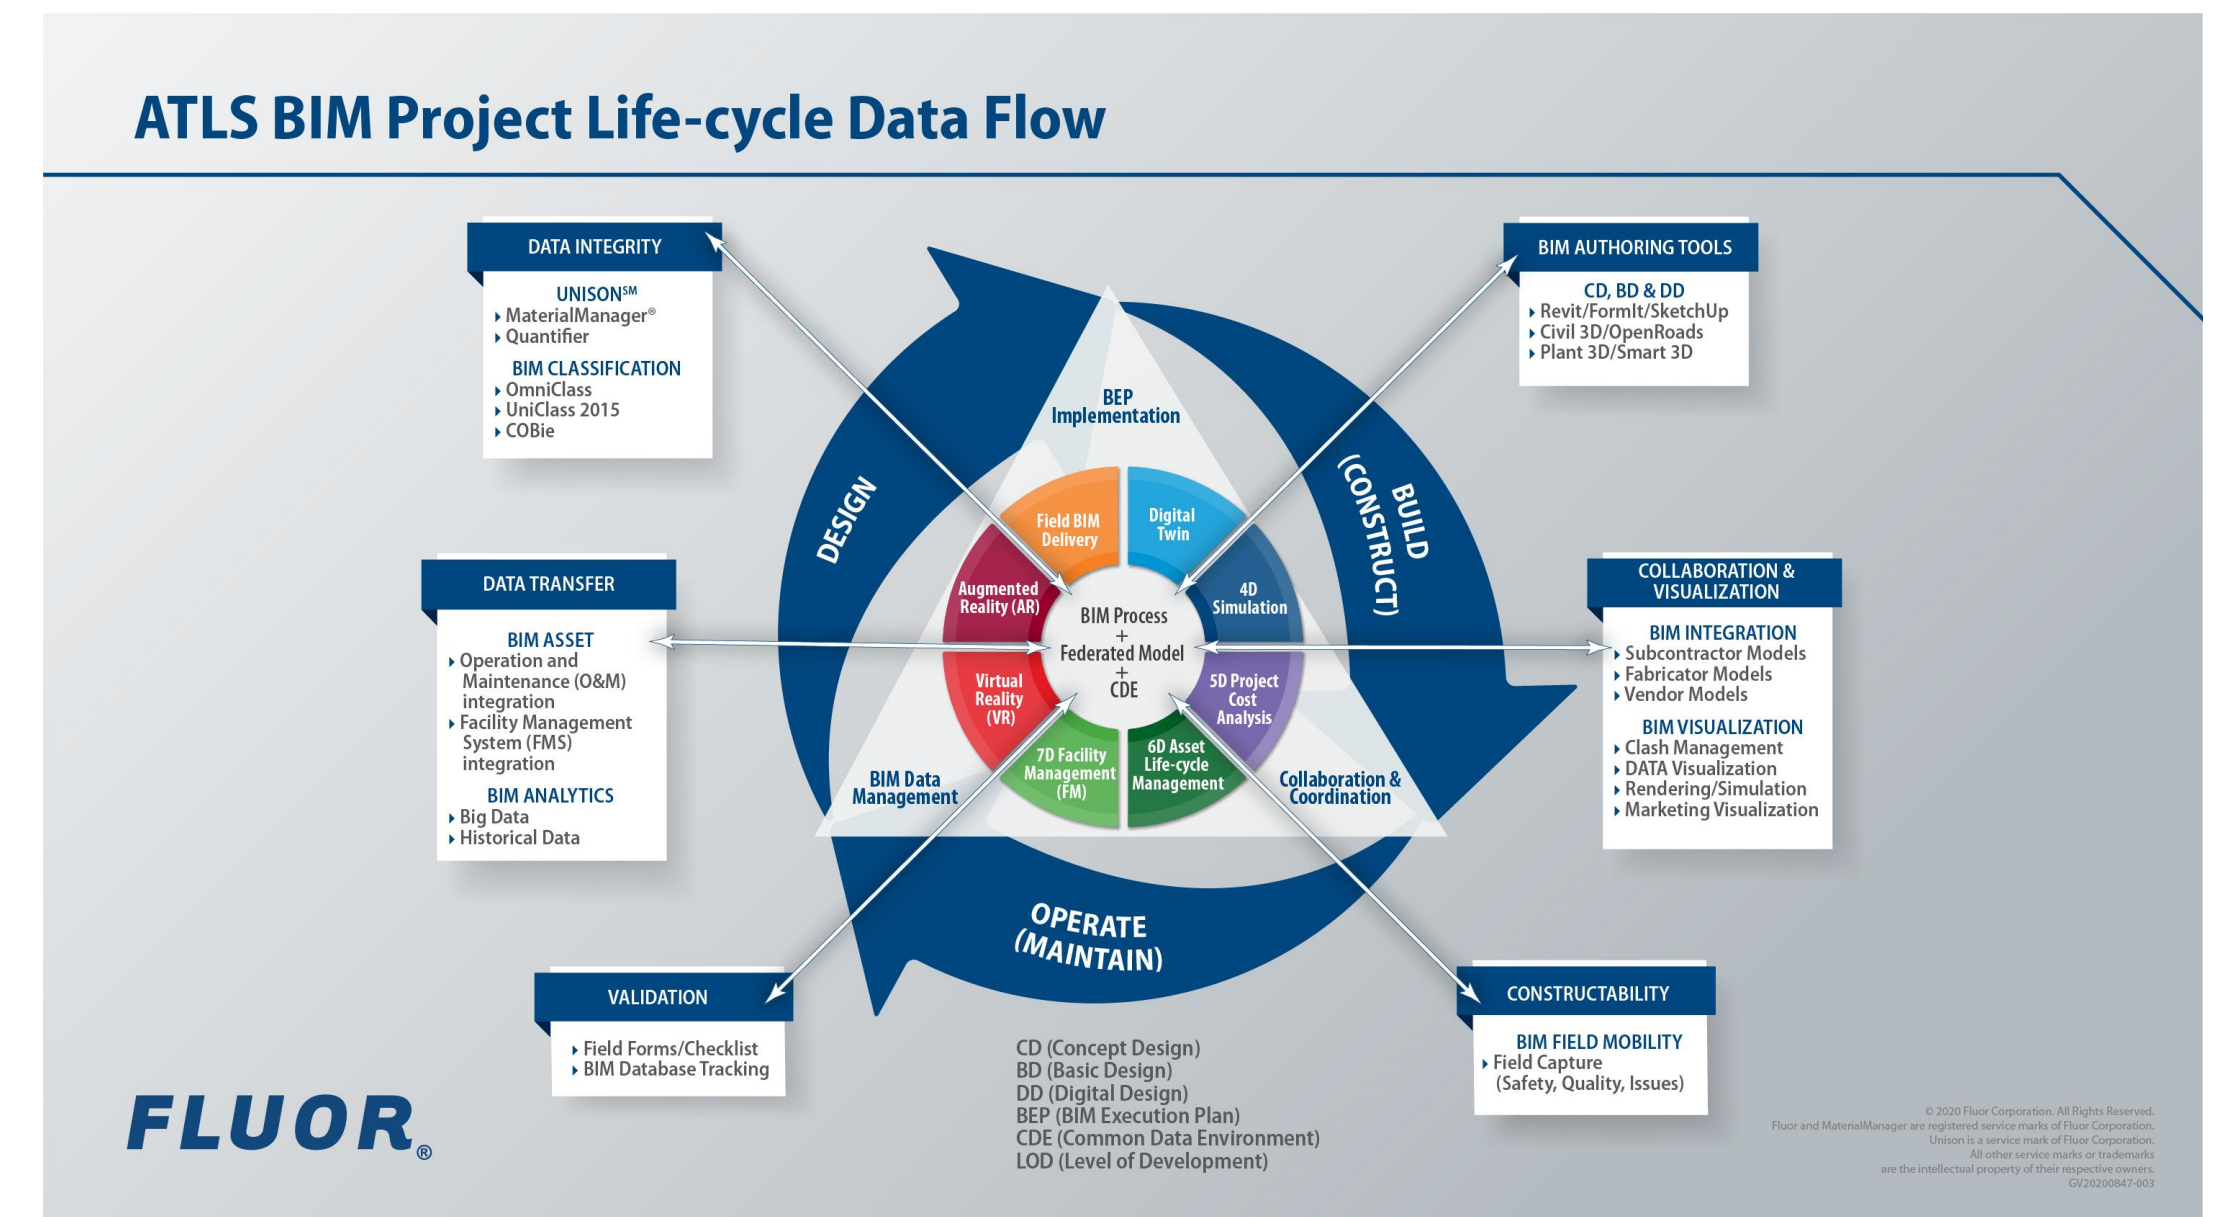 ATLS BIM Project Life-cycle Data Flow
DATA INTEGRITY
UNISON℠
MaterialManager®
Quantifier
BIM CLASSIFICATION
OmniClass
UniClass 2015
COBie
DATA TRANSFER
BIM ASSET
Operation and
Maintenance (O&M)
integration
Facility Management
System (FMS)
integration
BIM ANALYTICS
Big Data
Historical Data
VALIDATION
Field Forms/Checklist
BIM Database Tracking
DESIGN
BUILD
(CONSTRUCT)
OPERATE
(MAINTAIN)
BEP
Implementation
BIM Data
Management
Collaboration &
Coordination
Field BIM
Delivery
Digital
Twin
4D
Simulation
5D Project
Cost
Analysis
6D Asset
Life-cycle
Management
7D Facility
Management
(FM)
Virtual
Reality
(VR)
Augmented
Reality (AR)
BIM Process
+
Federated Model
+
CDE
BIM AUTHORING TOOLS
CD, BD & DD
Revit/FormIt/SketchUp
Civil 3D/OpenRoads
Plant 3D/Smart 3D
COLLABORATION &
VISUALIZATION
BIM INTEGRATION
Subcontractor Models
Fabricator Models
Vendor Models
BIM VISUALIZATION
Clash Management
DATA Visualization
Rendering/Simulation
Marketing Visualization
CONSTRUCTABILITY
BIM FIELD MOBILITY
Field Capture
(Safety, Quality, Issues)
CD (Concept Design)
BD (Basic Design)
DD (Digital Design)
BEP (BIM Execution Plan)
CDE (Common Data Environment)
LOD (Level of Development)
FLUOR®
© 2020 Fluor Corporation. All Rights Reserved.
Fluor and MaterialManager are registered service marks of Fluor Corporation.
Unison is a service mark of Fluor Corporation.
All other service marks or trademarks
are the intellectual property of their respective owners.
GV20200847-003